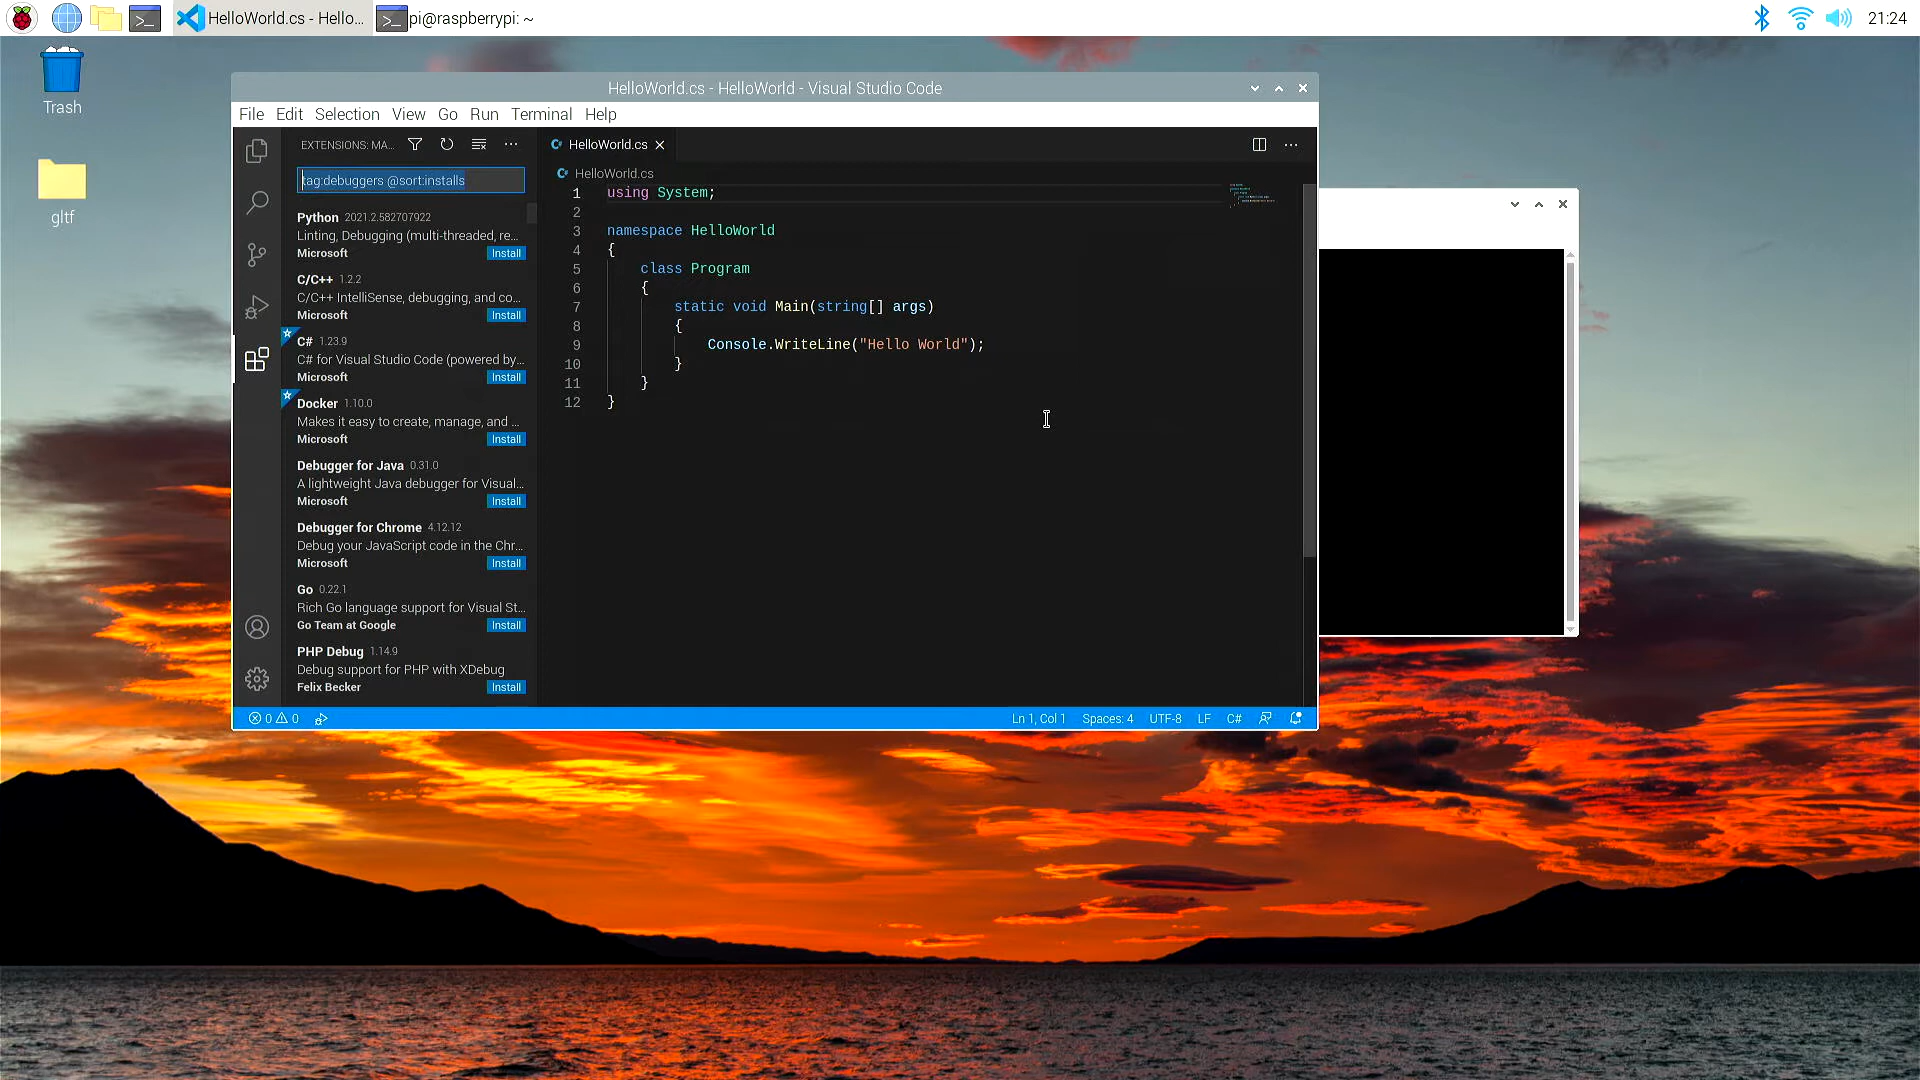 HelloWorld.cs - Hello...
pi@raspberrypi: ~
21:24
Trash
gltf
HelloWorld.cs - HelloWorld - Visual Studio Code
File Edit Selection View Go Run Terminal Help
EXTENSIONS: MA...
tag:debuggers @sort:installs
Python 2021.2.582707922
Linting, Debugging (multi-threaded, re...
Microsoft Install
C/C++ 1.2.2
C/C++ IntelliSense, debugging, and co...
Microsoft Install
C# 1.23.9
C# for Visual Studio Code (powered by...
Microsoft Install
Docker 1.10.0
Makes it easy to create, manage, and ...
Microsoft Install
Debugger for Java 0.31.0
A lightweight Java debugger for Visual...
Microsoft Install
Debugger for Chrome 4.12.12
Debug your JavaScript code in the Chr...
Microsoft Install
Go 0.22.1
Rich Go language support for Visual St...
Go Team at Google Install
PHP Debug 1.14.9
Debug support for PHP with XDebug
Felix Becker Install
HelloWorld.cs
HelloWorld.cs
1 using System;
2
3 namespace HelloWorld
4 {
5     class Program
6     {
7         static void Main(string[] args)
8         {
9             Console.WriteLine("Hello World");
10         }
11     }
12 }
0 0
Ln 1, Col 1 Spaces: 4 UTF-8 LF C#